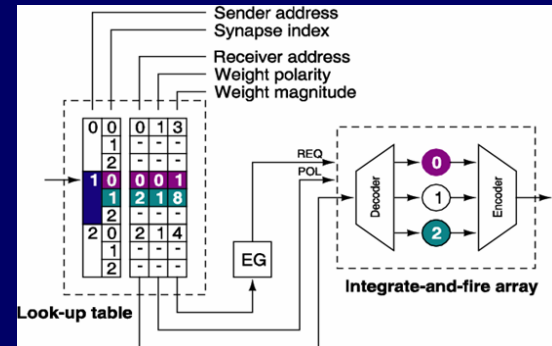 Sender address
Synapse index
Receiver address
Weight polarity
Weight magnitude
0 0 0 1 3
1 - - -
2 - - -
1 0 0 0 1
1 2 1 8
2 - - -
2 0 2 1 4
1 - - -
2 - - -
REQ
POL
Decoder
0
1
2
Encoder
EG
Integrate-and-fire array
Look-up table